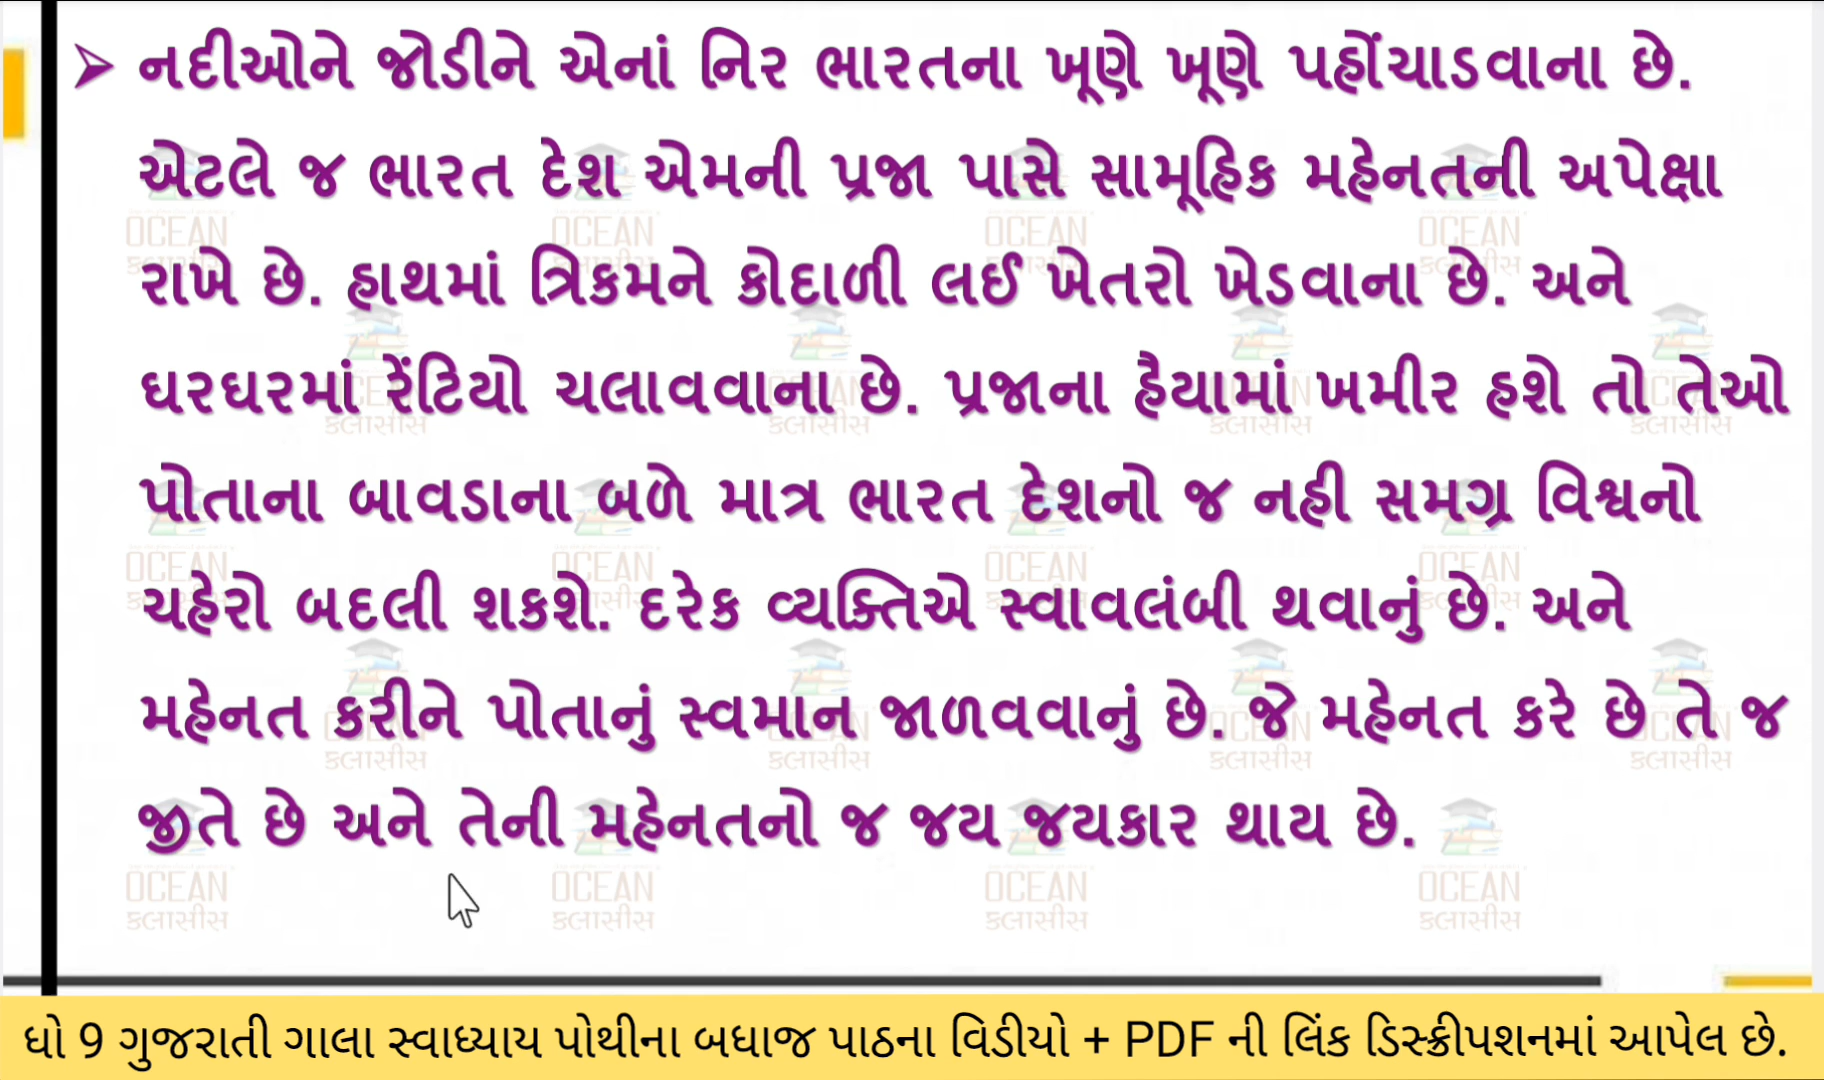 ➢ નદીઓને જોડીને એનાં નિર ભારતના ખૂણે ખૂણે પહોંચાડવાના છે.
એટલે જ ભારત દેશ એમની પ્રજા પાસે સામૂહિક મહેનતની અપેક્ષા
રાખે છે. હાથમાં ત્રિકમને કોદાળી લઈ ખેતરો ખેડવાના છે. અને
ઘરઘરમાં રેંટિયો ચલાવવાના છે. પ્રજાના હૈયામાં ખમીર હશે તો તેઓ
પોતાના બાવડાના બળે માત્ર ભારત દેશનો જ નહી સમગ્ર વિશ્વનો
ચહેરો બદલી શકશે. દરેક વ્યક્તિએ સ્વાવલંબી થવાનું છે. અને
મહેનત કરીને પોતાનું સ્વમાન જાળવવાનું છે. જે મહેનત કરે છે તે જ
જીતે છે અને તેની મહેનતનો જ જય જયકાર થાય છે.
OCEAN
કલાસીસ
ધો 9 ગુજરાતી ગાલા સ્વાધ્યાય પોથીના બધાજ પાઠના વિડીયો + PDF ની લિંક ડિસ્ક્રીપશનમાં આપેલ છે.